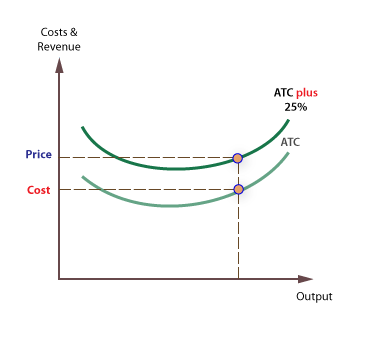 Costs &
Revenue
ATC plus
25%
ATC
Price
Cost
Output